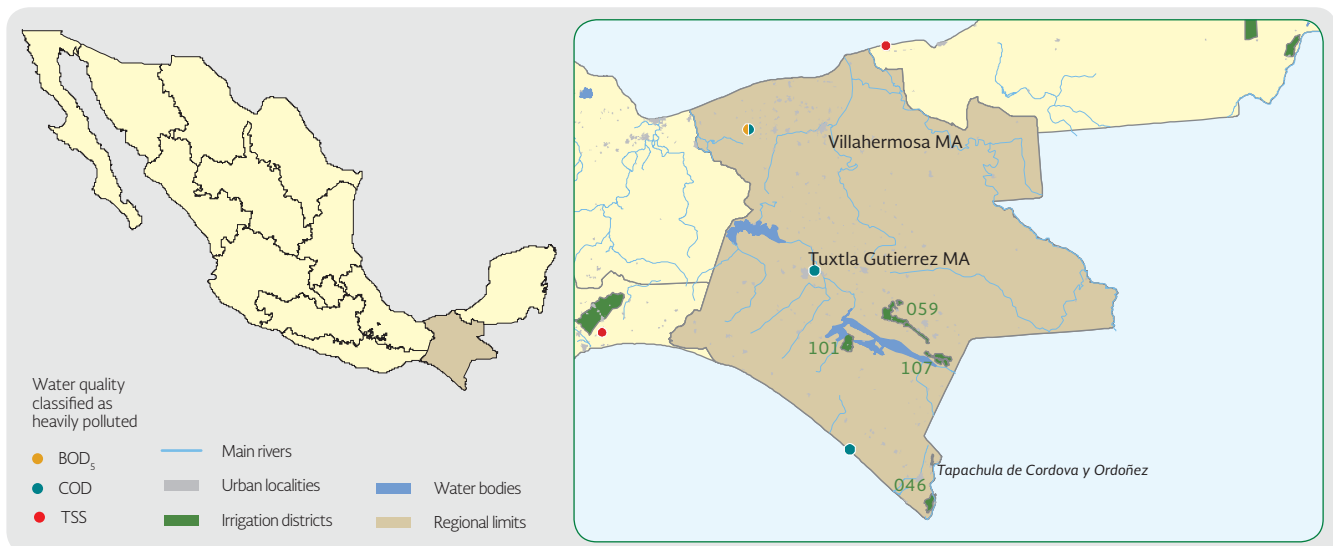 Water quality
classified as
heavily polluted
BOD5
COD
TSS
Main rivers
Urban localities
Irrigation districts
Water bodies
Regional limits
Villahermosa MA
Tuxtla Gutierrez MA
059
101
107
Tapachula de Cordova y Ordoñez
046